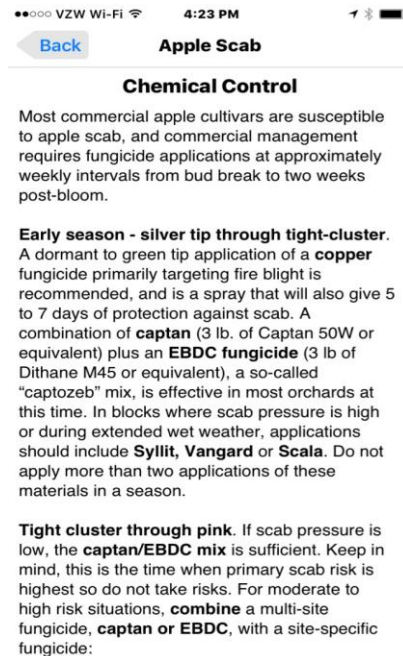 VZW Wi-Fi 4:23 PM
Back Apple Scab
Chemical Control
Most commercial apple cultivars are susceptible
to apple scab, and commercial management
requires fungicide applications at approximately
weekly intervals from bud break to two weeks
post-bloom.
Early season - silver tip through tight-cluster.
A dormant to green tip application of a copper
fungicide primarily targeting fire blight is
recommended, and is a spray that will also give 5
to 7 days of protection against scab. A
combination of captan (3 lb. of Captan 50W or
equivalent) plus an EBDC fungicide (3 lb of
Dithane M45 or equivalent), a so-called
“captozeb” mix, is effective in most orchards at
this time. In blocks where scab pressure is high
or during extended wet weather, applications
should include Syllit, Vangard or Scala. Do not
apply more than two applications of these
materials in a season.
Tight cluster through pink. If scab pressure is
low, the captan/EBDC mix is sufficient. Keep in
mind, this is the time when primary scab risk is
highest so do not take risks. For moderate to
high risk situations, combine a multi-site
fungicide, captan or EBDC, with a site-specific
fungicide: